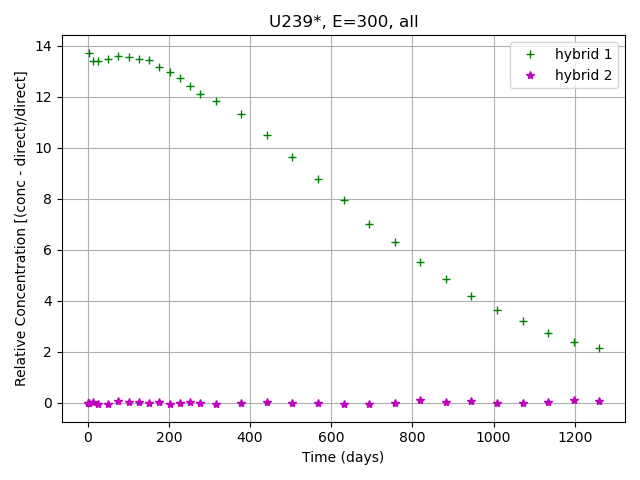 U239*, E=300, all
Relative Concentration [(conc - direct)/direct]
14
12
10
8
6
4
2
0
hybrid 1
hybrid 2
0 200 400 600 800 1000 1200
Time (days)